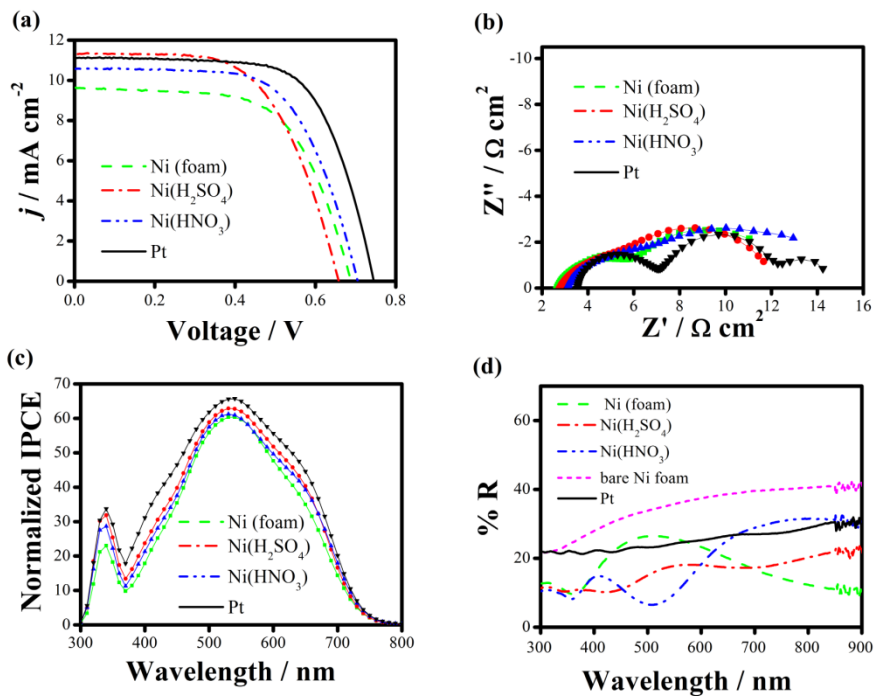 (a)
12
10
8
6
4
2
0
j / mA cm⁻²
Ni (foam)
Ni(H₂SO₄)
Ni(HNO₃)
Pt
0.0 0.2 0.4 0.6 0.8
Voltage / V
(b)
-10
-8
-6
-4
-2
0
Z'' / Ω cm²
Ni (foam)
Ni(H₂SO₄)
Ni(HNO₃)
Pt
2 4 6 8 10 12 14 16
Z' / Ω cm²
(c)
70
60
50
40
30
20
10
0
Normalized IPCE
Ni (foam)
Ni(H₂SO₄)
Ni(HNO₃)
Pt
300 400 500 600 700 800
Wavelength / nm
(d)
60
40
20
0
% R
Ni (foam)
Ni(H₂SO₄)
Ni(HNO₃)
bare Ni foam
Pt
300 400 500 600 700 800 900
Wavelength / nm